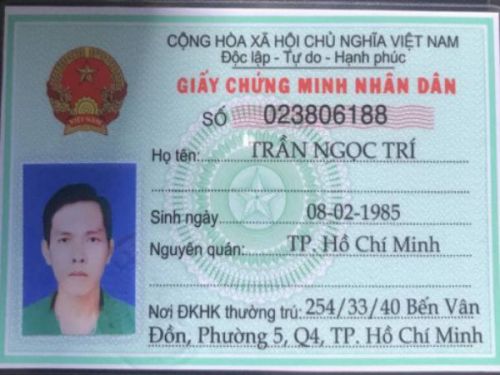 CỘNG HÒA XÃ HỘI CHỦ NGHĨA VIỆT NAM
Độc lập - Tự do - Hạnh phúc
GIẤY CHỨNG MINH NHÂN DÂN
SỐ 023806188
Họ tên: TRẦN NGỌC TRÍ
Sinh ngày 08-02-1985
Nguyên quán: TP. Hồ Chí Minh
Nơi ĐKHK thường trú: 254/33/40 Bến Vân
Đồn, Phường 5, Q4, TP. Hồ Chí Minh
VIỆT NAM